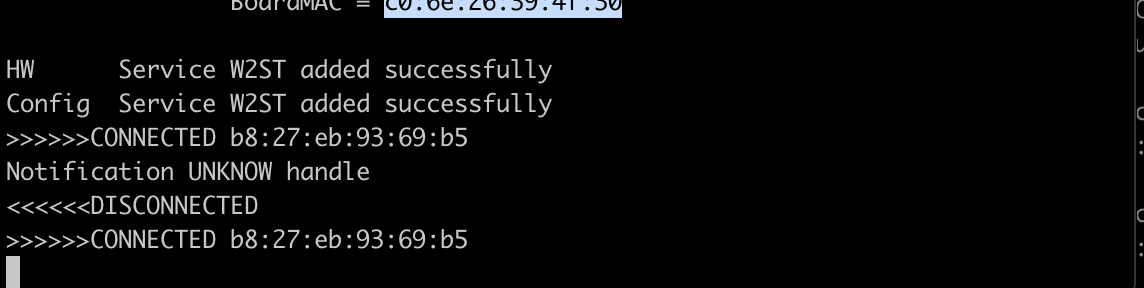 BoardMAC = c0:6e:26:39:4f:50
HW      Service W2ST added successfully
Config  Service W2ST added successfully
>>>>>>CONNECTED b8:27:eb:93:69:b5
Notification UNKNOW handle
<<<<<<DISCONNECTED
>>>>>>CONNECTED b8:27:eb:93:69:b5